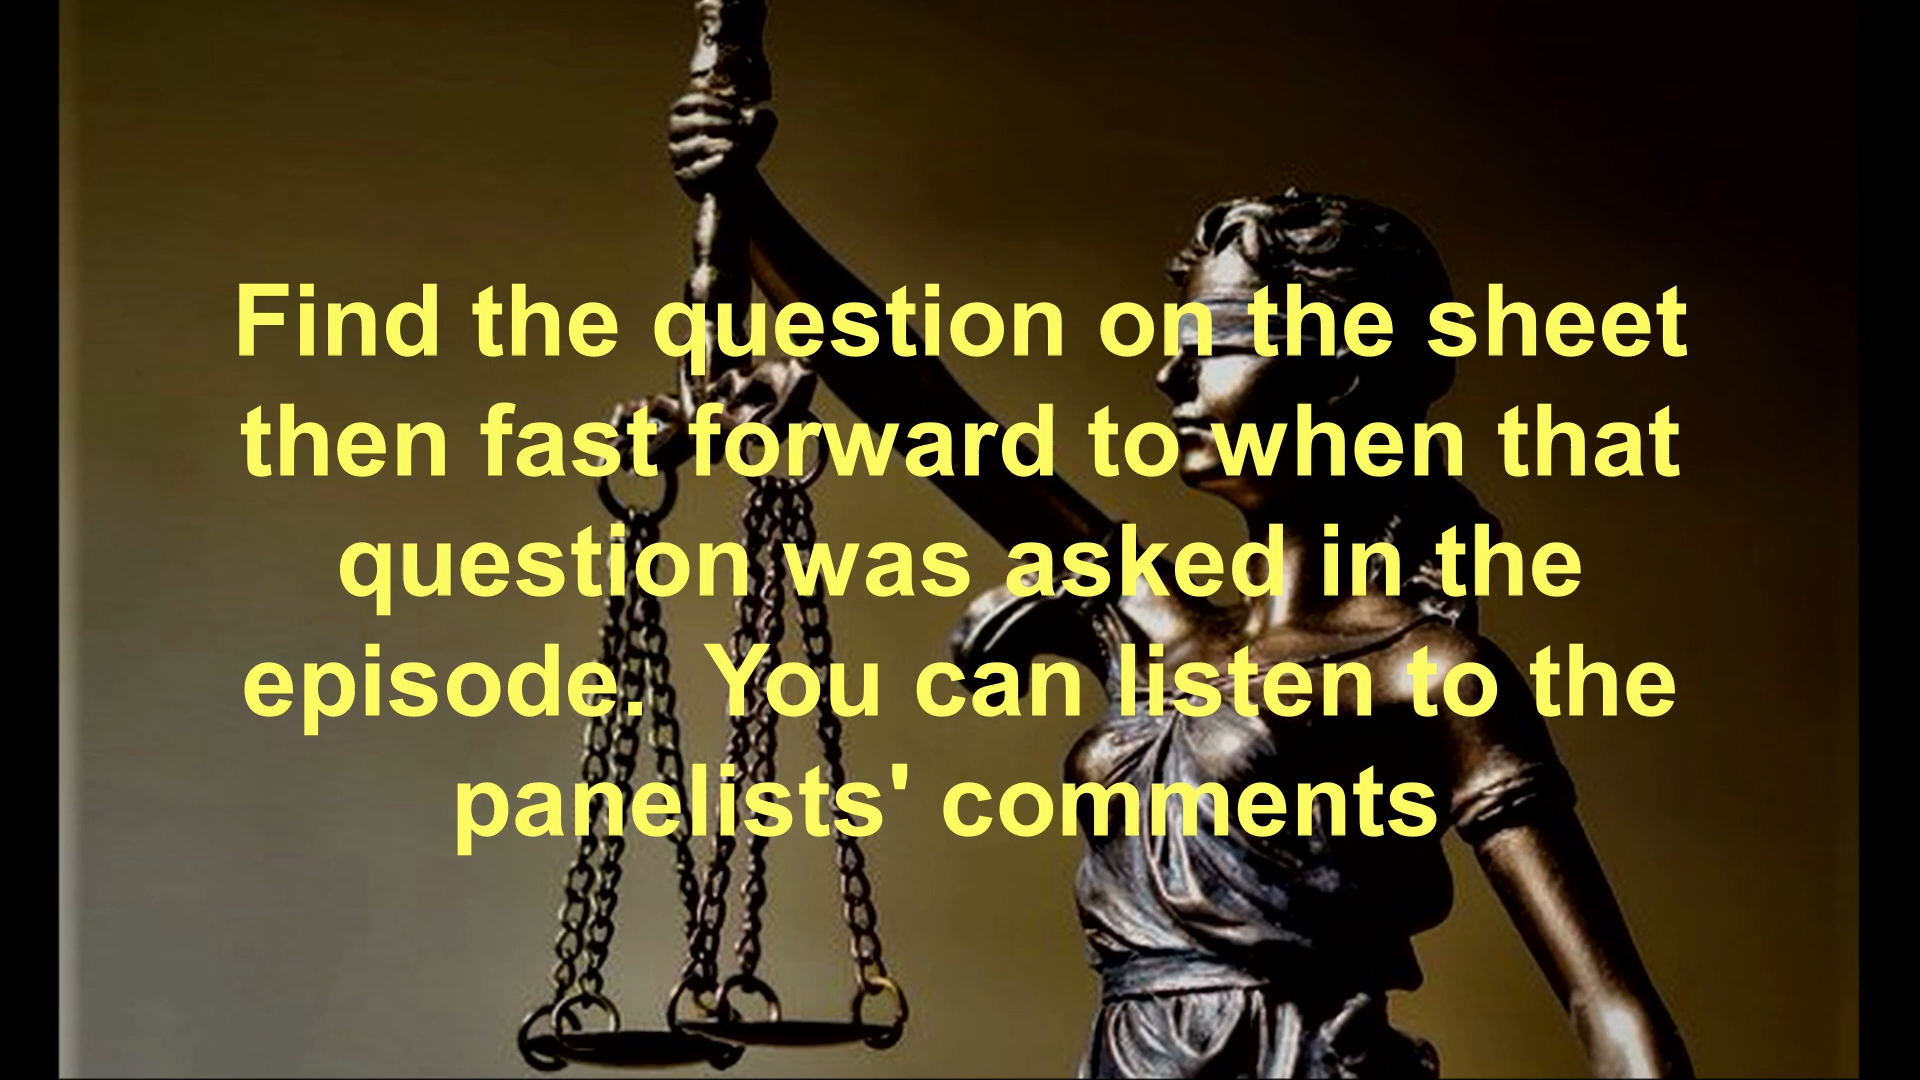 Find the question on the sheet
then fast forward to when that
question was asked in the
episode.  You can listen to the
panelists' comments